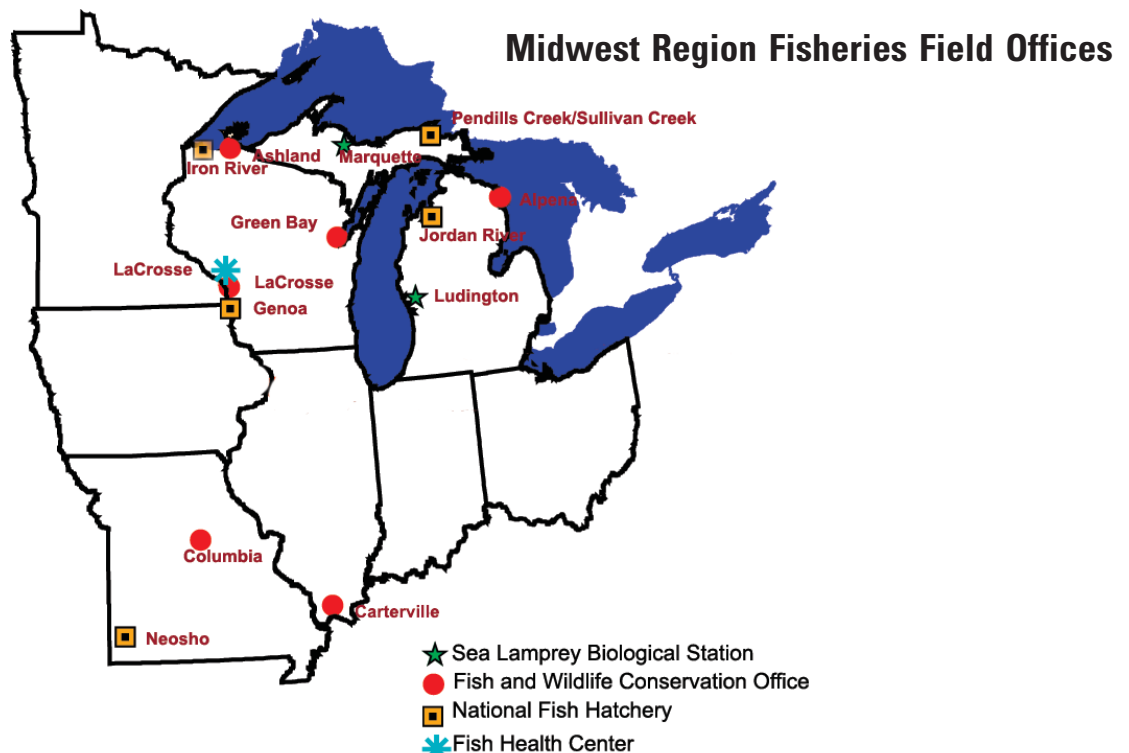 Midwest Region Fisheries Field Offices
Pendills Creek/Sullivan Creek
Ashland
Marquette
Iron River
Alpena
Green Bay
Jordan River
LaCrosse
LaCrosse
Ludington
Genoa
Columbia
Carterville
Neosho
Sea Lamprey Biological Station
Fish and Wildlife Conservation Office
National Fish Hatchery
Fish Health Center